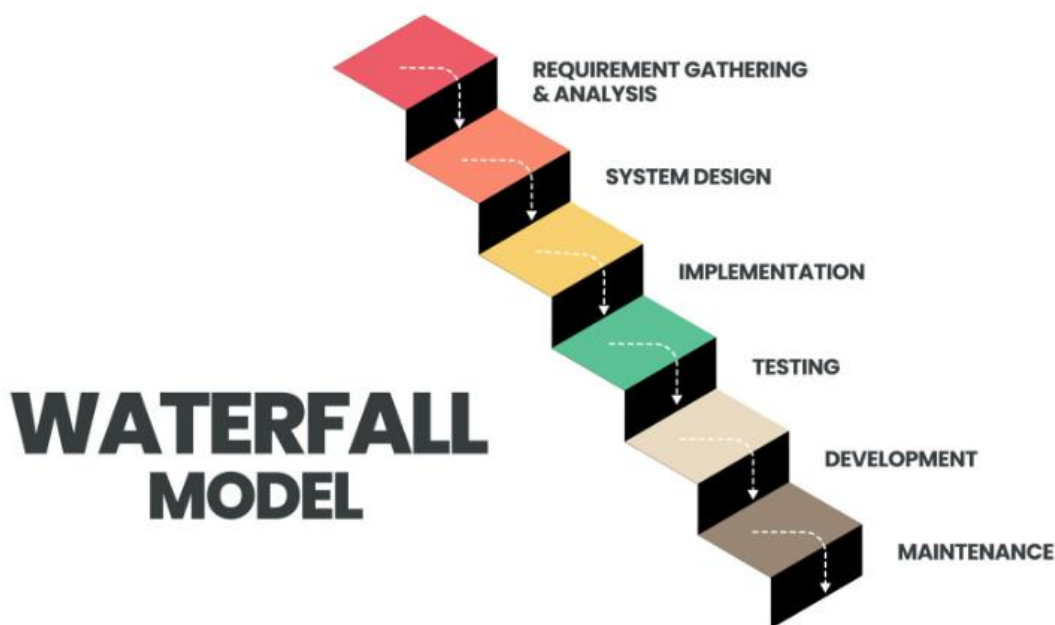 REQUIREMENT GATHERING
& ANALYSIS
SYSTEM DESIGN
IMPLEMENTATION
TESTING
DEVELOPMENT
MAINTENANCE
WATERFALL
MODEL